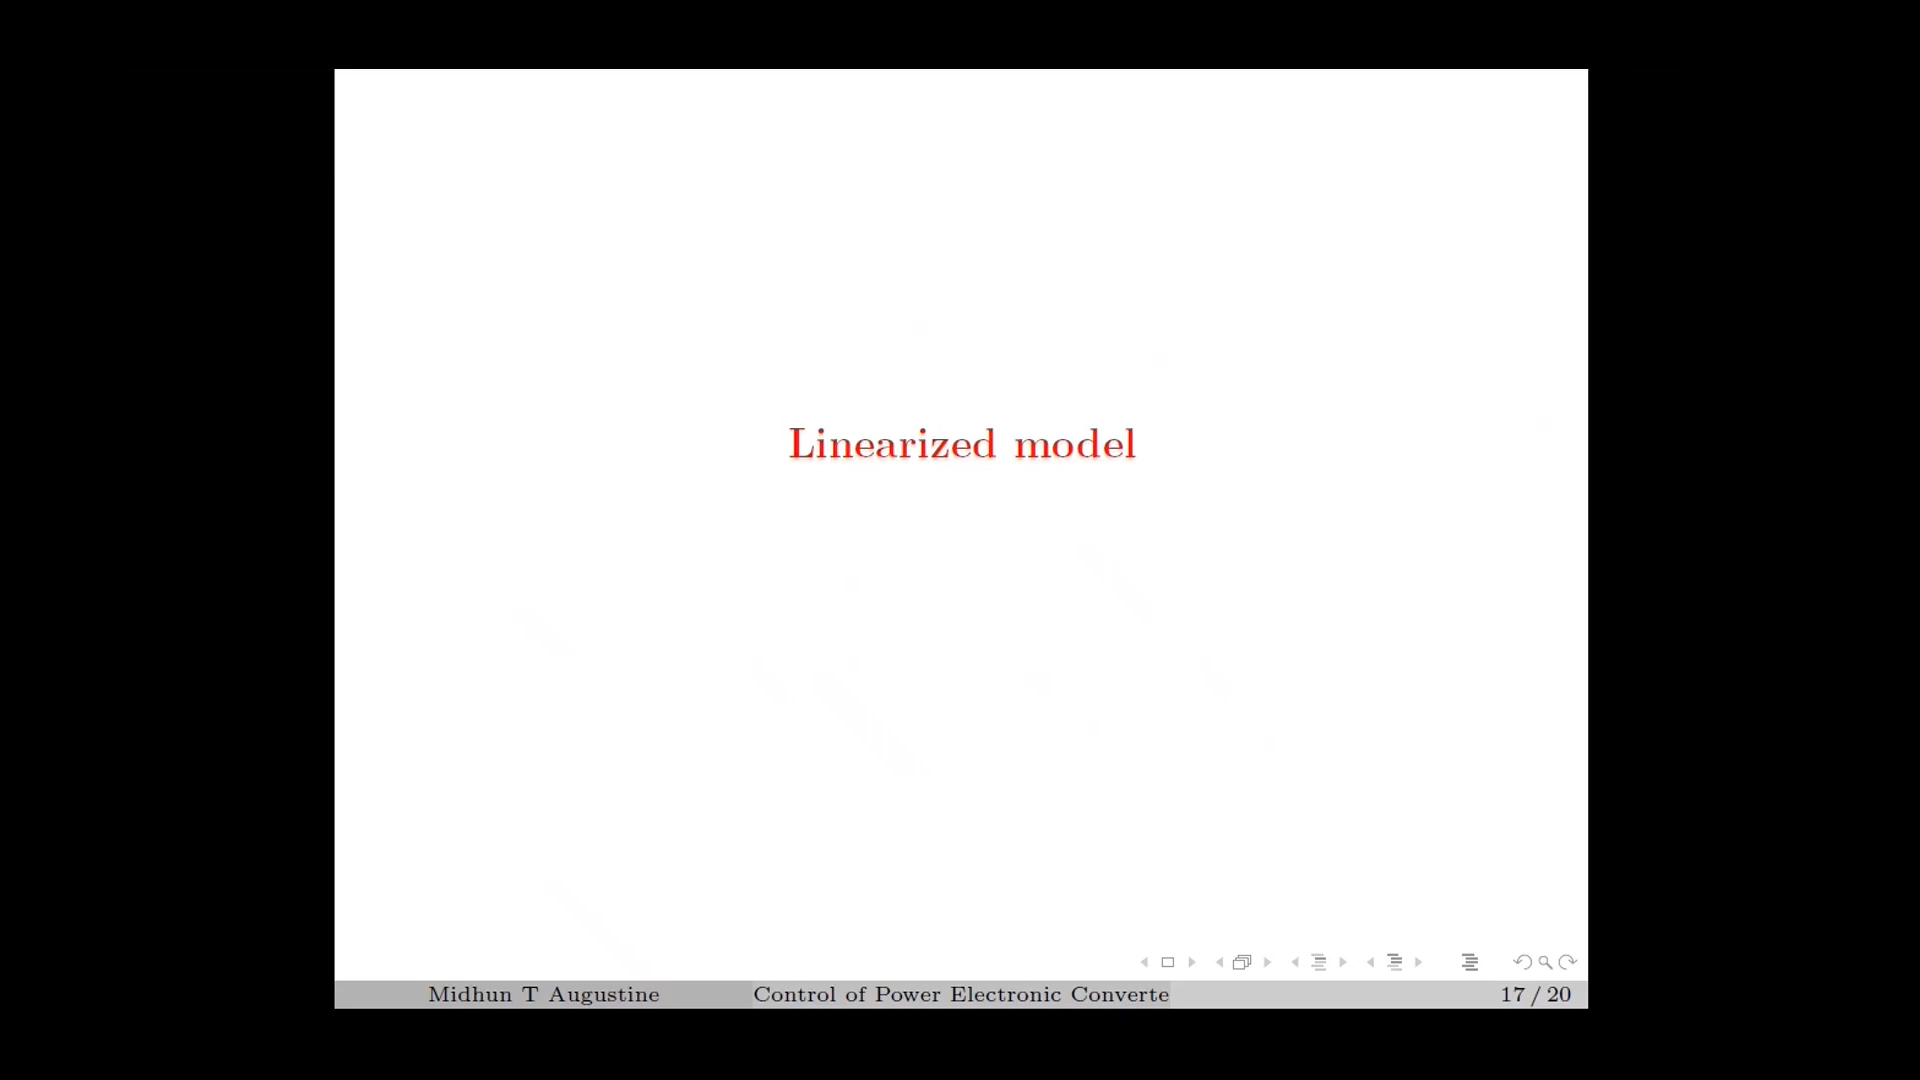 Linearized model
Midhun T Augustine Control of Power Electronic Converte 17 / 20